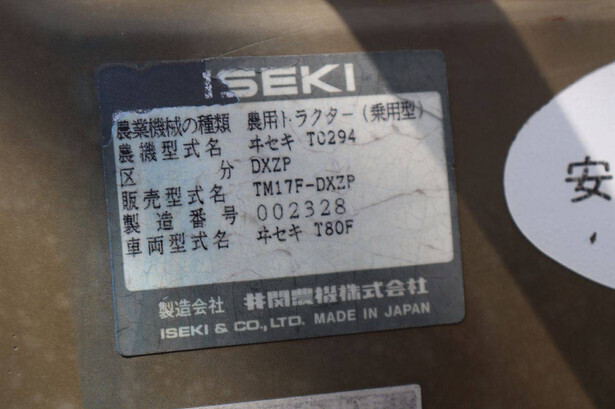 ISEKI
農業機械の種類 農用トラクター(乗用型)
農機型式名 ヰセキ T0294
区分 DXZP
販売型式名 TM17F-DXZP
製造番号 002328
車両型式名 ヰセキ T80F
製造会社 井関農機株式会社
ISEKI & CO.,LTD. MADE IN JAPAN
安